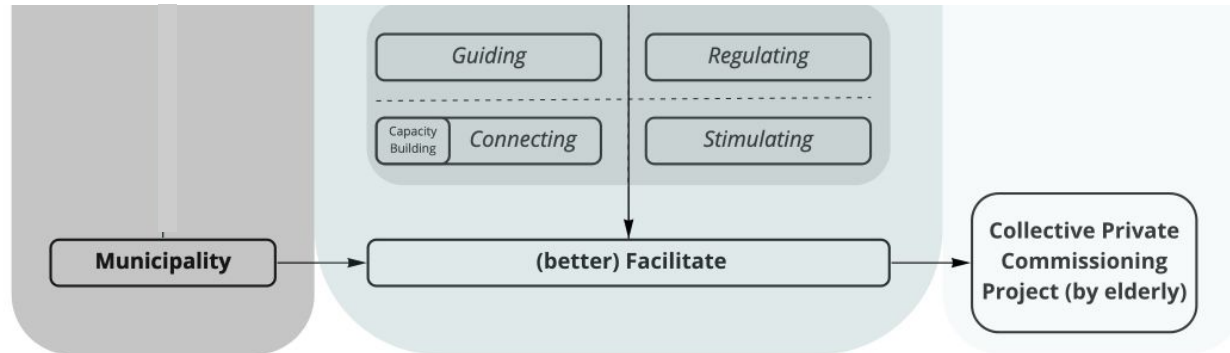 Guiding
Regulating
Capacity
Building
Connecting
Stimulating
Municipality
(better) Facilitate
Collective Private
Commissioning
Project (by elderly)